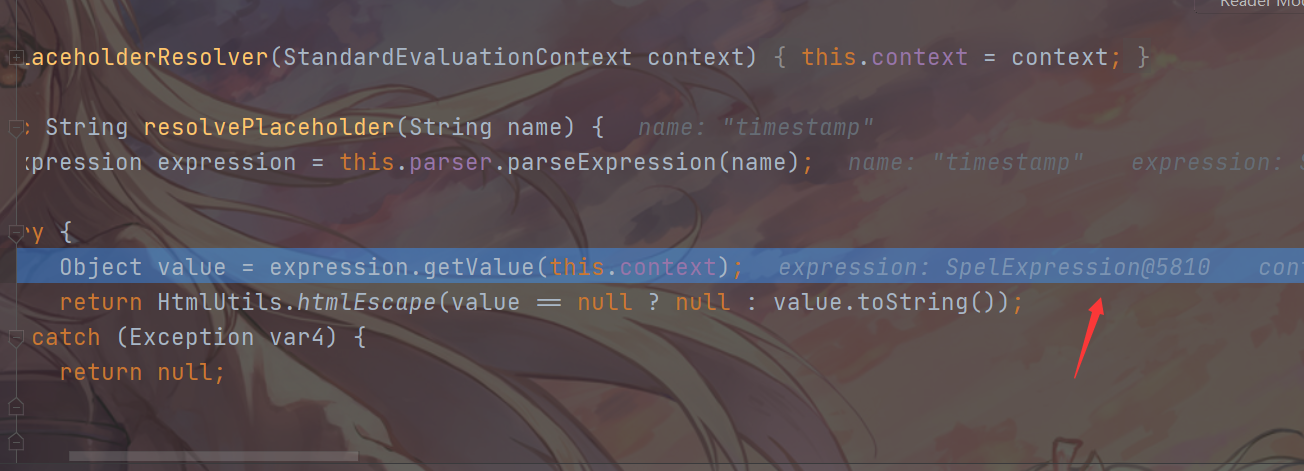 Reader Mo
aceholderResolver(StandardEvaluationContext context) { this.context = context; }
String resolvePlaceholder(String name) { name: "timestamp"
xpression expression = this.parser.parseExpression(name); name: "timestamp" expression: S
ry {
Object value = expression.getValue(this.context); expression: SpelExpression@5810 con
return HtmlUtils.htmlEscape(value == null ? null : value.toString());
catch (Exception var4) {
return null;